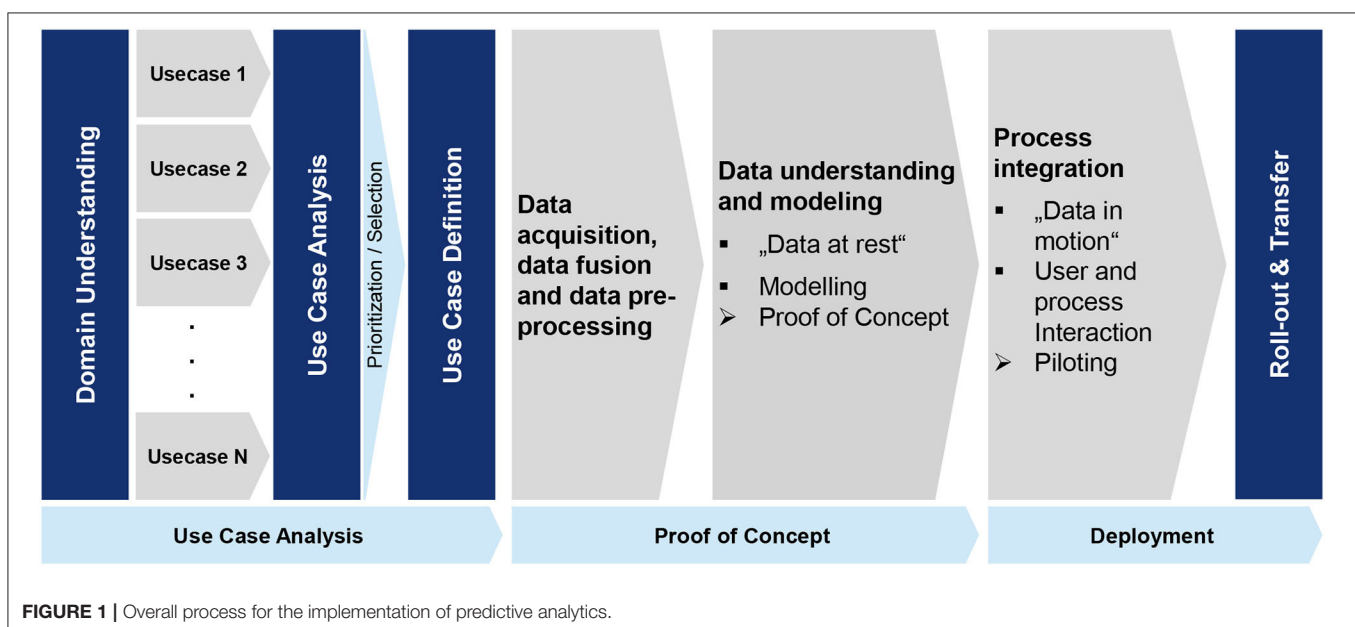 Domain Understanding
Usecase 1
Usecase 2
Usecase 3
.
.
.
Usecase N
Use Case Analysis
Prioritization / Selection
Use Case Definition
Data
acquisition,
data fusion
and data pre-
processing
Data understanding
and modeling
▪ „Data at rest“
▪ Modelling
➢ Proof of Concept
Process
integration
▪ „Data in
motion“
▪ User and
process
Interaction
➢ Piloting
Roll-out & Transfer
Use Case Analysis
Proof of Concept
Deployment
FIGURE 1 | Overall process for the implementation of predictive analytics.